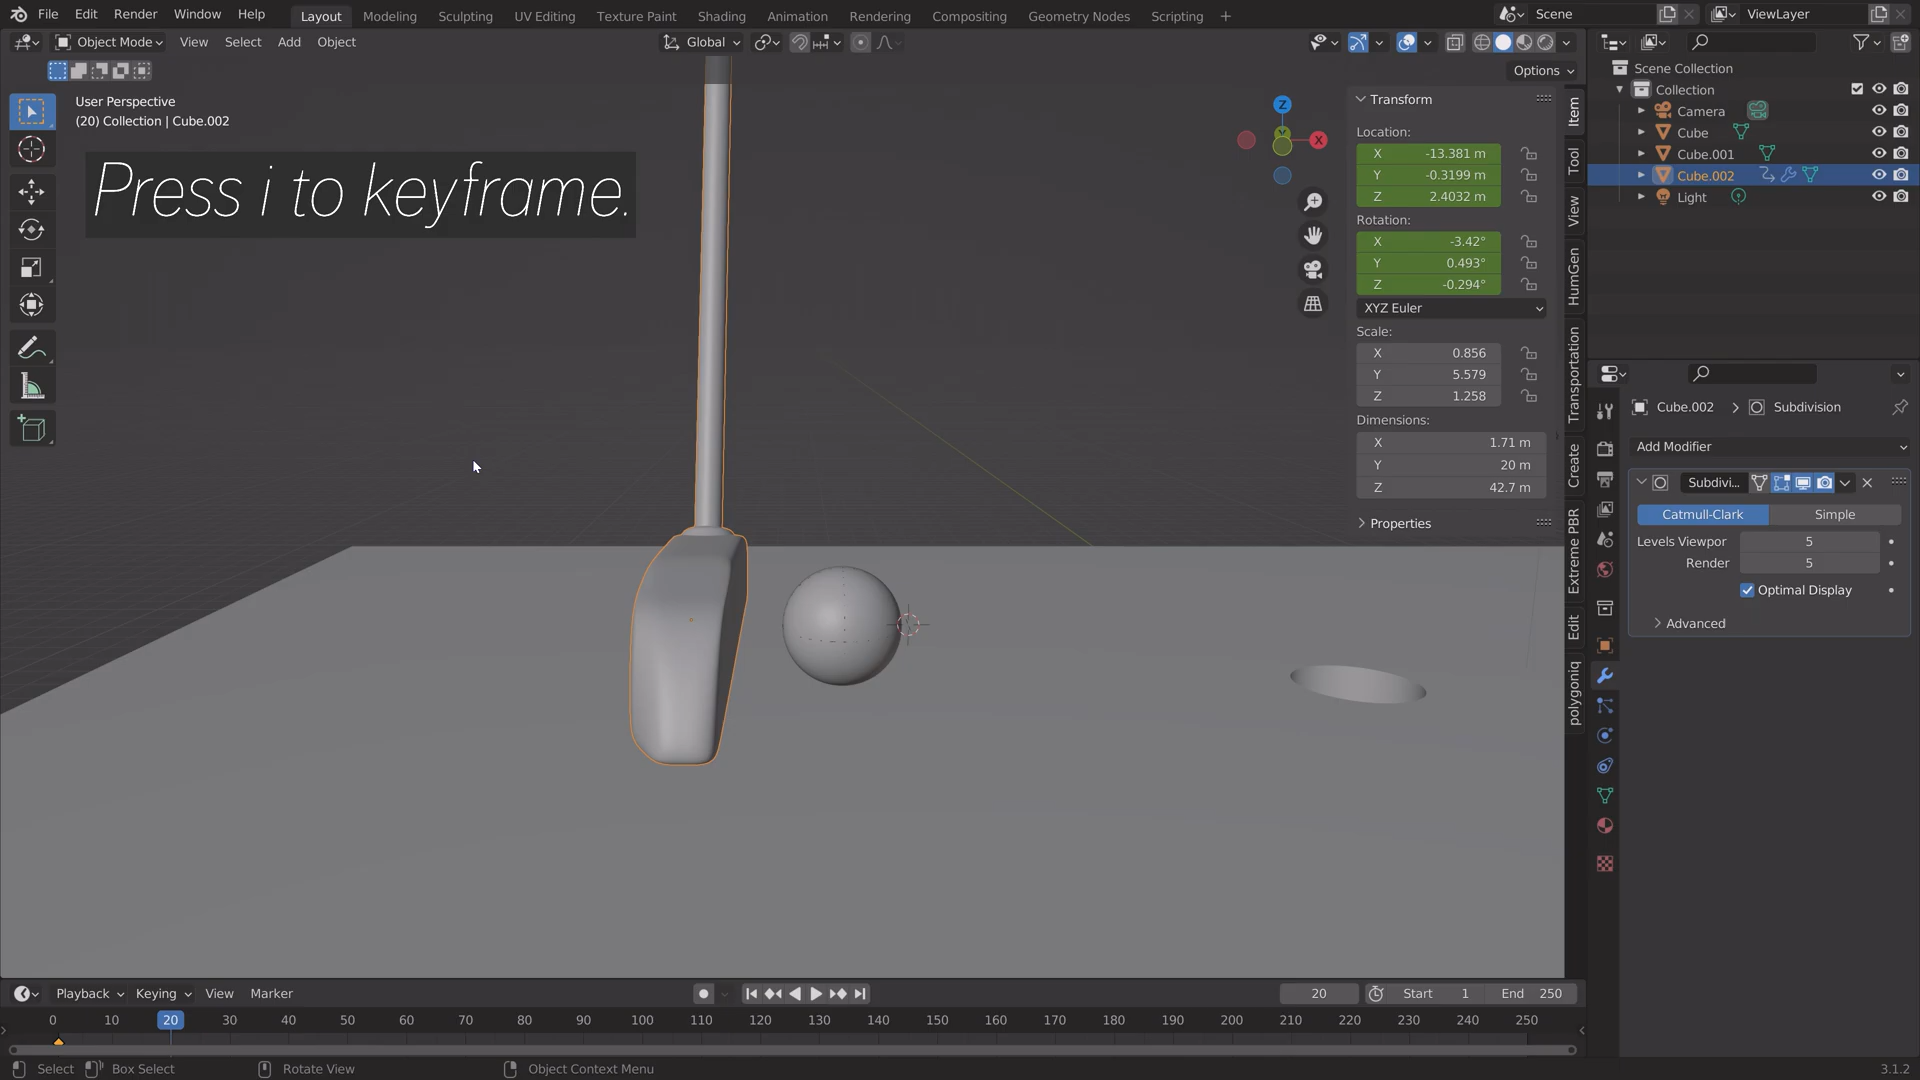 File Edit Render Window Help Layout Modeling Sculpting UV Editing Texture Paint Shading Animation Rendering Compositing Geometry Nodes Scripting + Scene ViewLayer
Object Mode View Select Add Object Global
Options
User Perspective
(20) Collection | Cube.002
Press i to keyframe.
Z
Y
X
Transform
Location:
X -13.381 m
Y -0.3199 m
Z 2.4032 m
Rotation:
X -3.42°
Y 0.493°
Z -0.294°
XYZ Euler
Scale:
X 0.856
Y 5.579
Z 1.258
Dimensions:
X 1.71 m
Y 20 m
Z 42.7 m
Properties
Item
Tool
View
HumGen
Transportation
Create
Extreme PBR
Edit
polygoniq
Scene Collection
Collection
Camera
Cube
Cube.001
Cube.002
Light
Cube.002 > Subdivision
Add Modifier
Subdivi...
Catmull-Clark Simple
Levels Viewpor 5
Render 5
Optimal Display
Advanced
Playback Keying View Marker 20 Start 1 End 250
0 10 20 30 40 50 60 70 80 90 100 110 120 130 140 150 160 170 180 190 200 210 220 230 240 250
Select Box Select Rotate View Object Context Menu 3.1.2